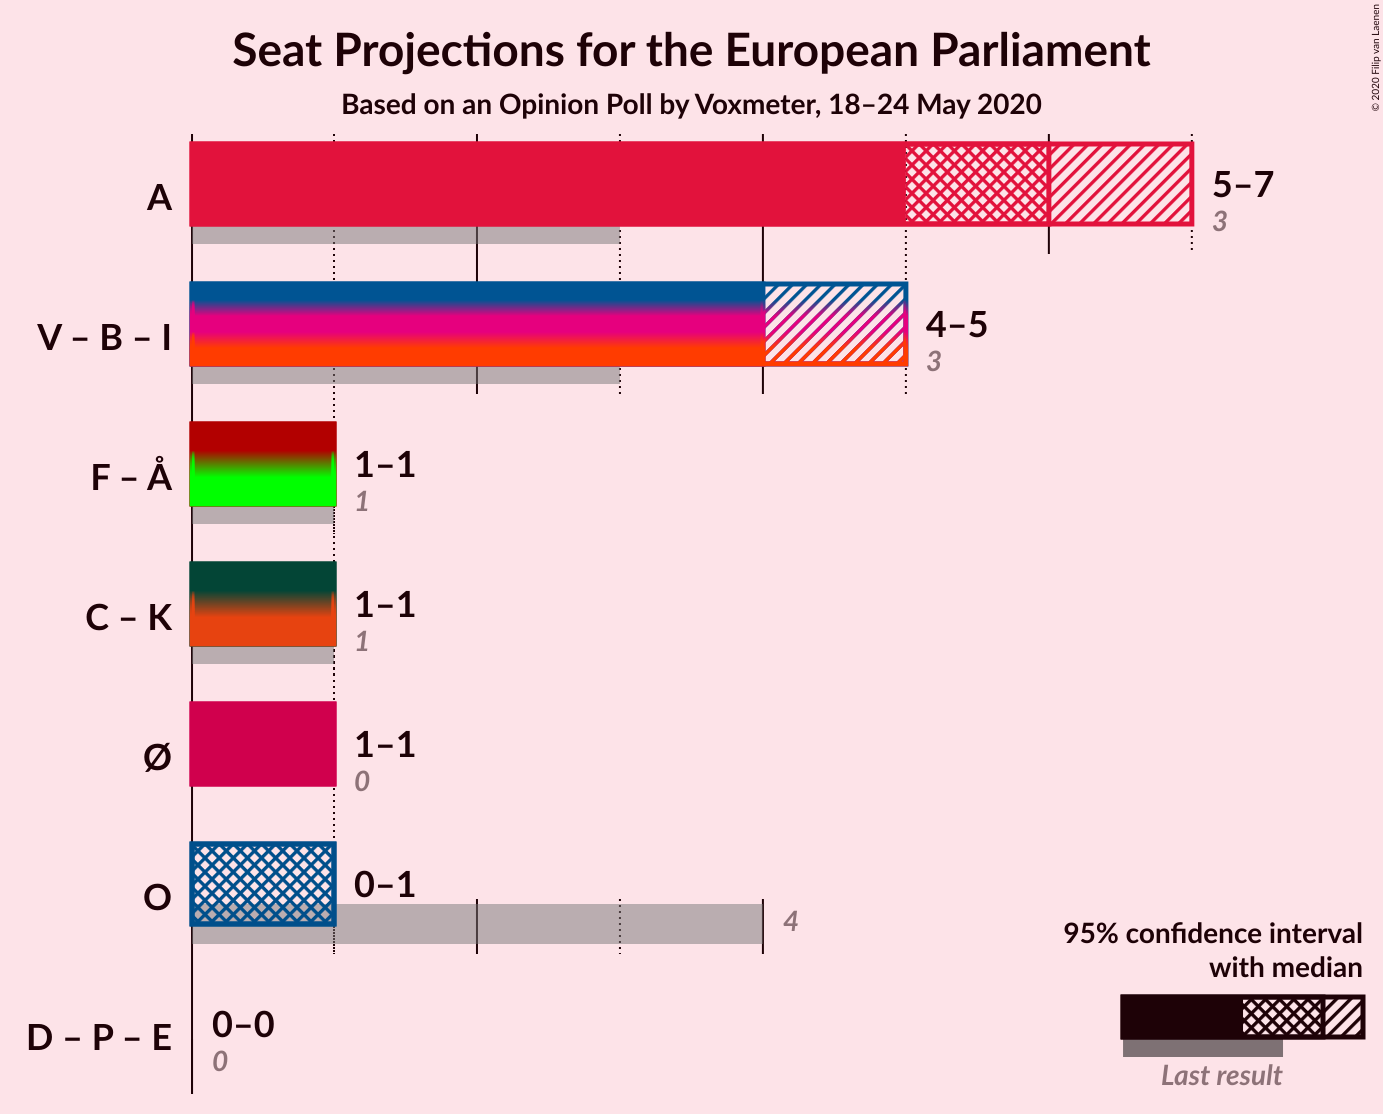 Seat Projections for the European Parliament
Based on an Opinion Poll by Voxmeter, 18–24 May 2020
© 2020 Filip van Laenen
A
5–7
3
V – B – I
4–5
3
F – Å
1–1
1
C – K
1–1
1
Ø
1–1
0
O
0–1
4
D – P – E
0–0
0
95% confidence interval
with median
Last result